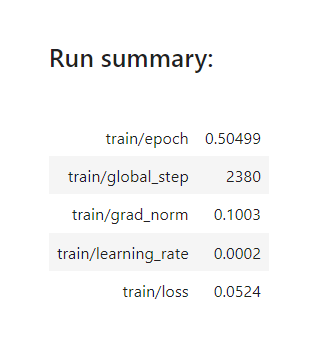 Run summary:
train/epoch 0.50499
train/global_step 2380
train/grad_norm 0.1003
train/learning_rate 0.0002
train/loss 0.0524